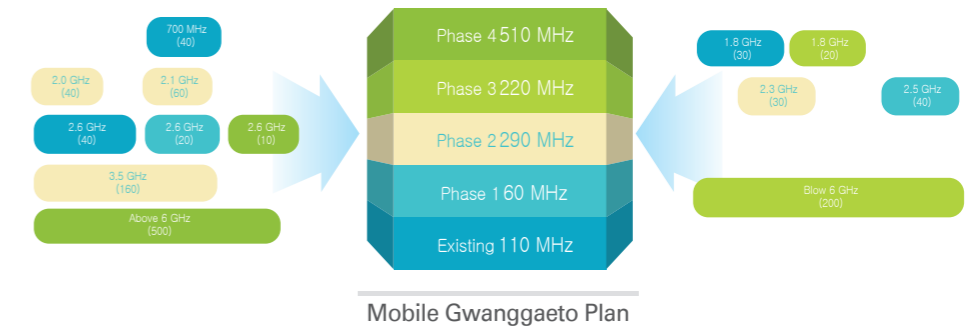 700 MHz
(40)
2.0 GHz
(40)
2.1 GHz
(60)
2.6 GHz
(40)
2.6 GHz
(20)
2.6 GHz
(10)
3.5 GHz
(160)
Above 6 GHz
(500)
Phase 4 510 MHz
Phase 3 220 MHz
Phase 2 290 MHz
Phase 1 60 MHz
Existing 110 MHz
1.8 GHz
(30)
1.8 GHz
(20)
2.3 GHz
(30)
2.5 GHz
(40)
Blow 6 GHz
(200)
Mobile Gwanggaeto Plan